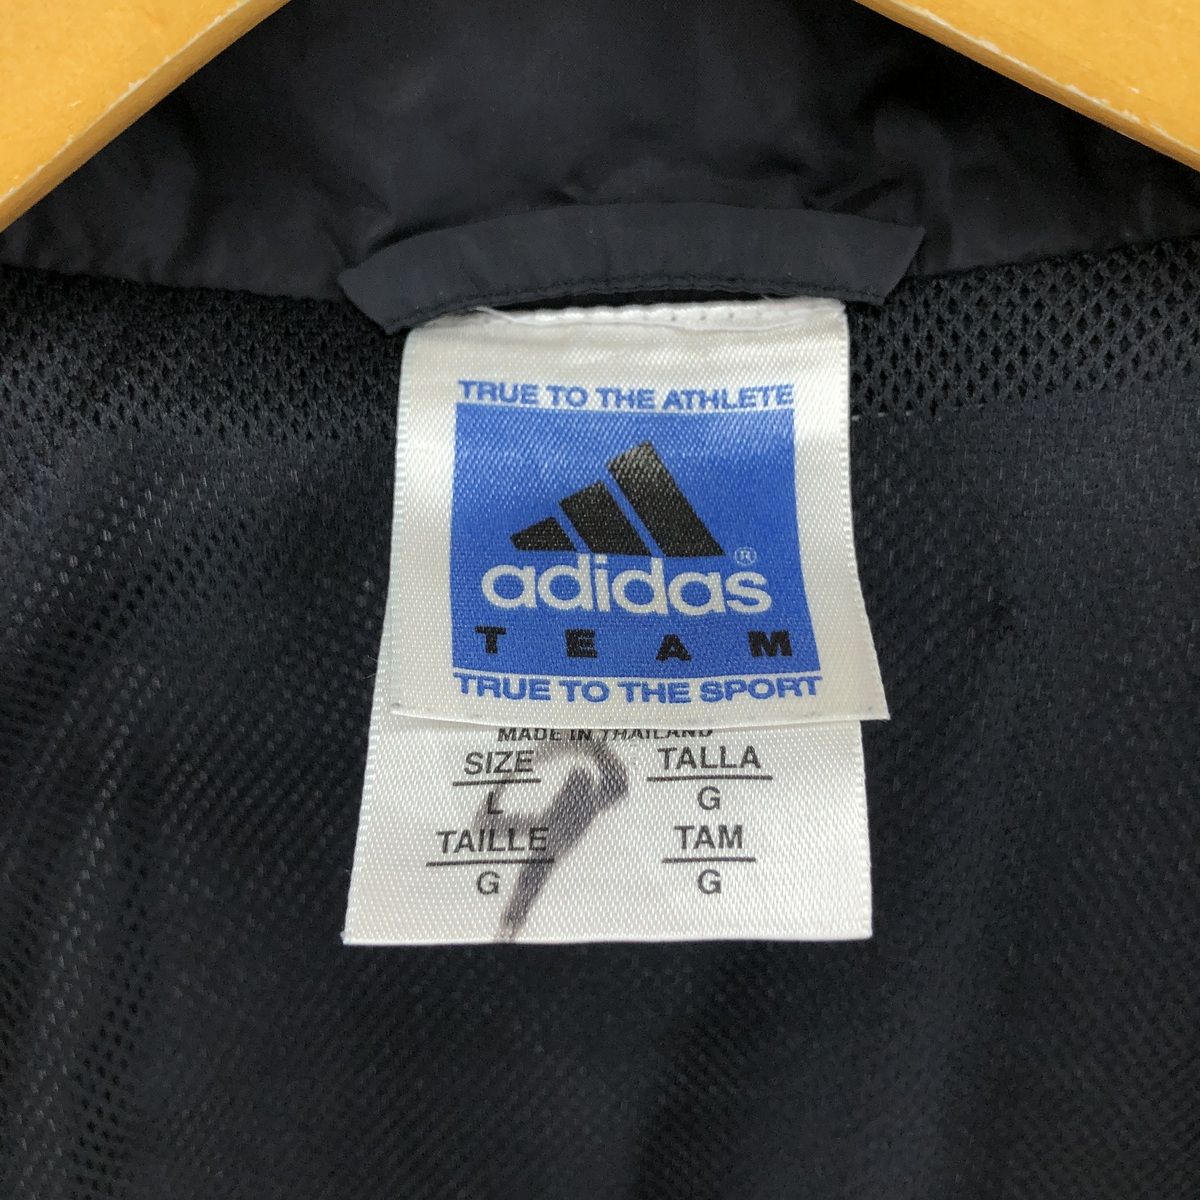 TRUE TO THE ATHLETE
adidas®
TEAM
TRUE TO THE SPORT
MADE IN THAILAND
SIZE TALLA
L G
TAILLE TAM
G G